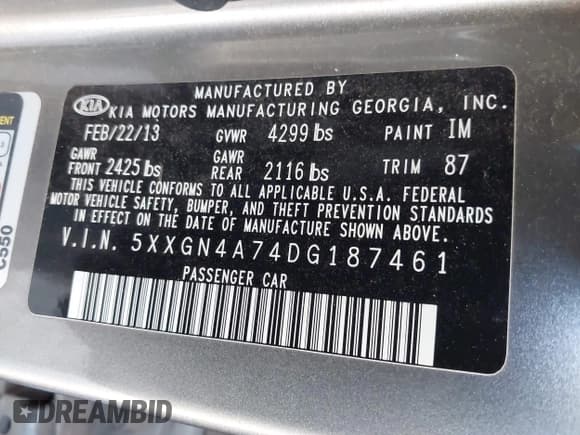 MANUFACTURED BY
KIA KIA MOTORS MANUFACTURING GEORGIA, INC.
FEB/22/13 GVWR 4299 lbs PAINT IM
GAWR FRONT 2425 lbs GAWR REAR 2116 lbs TRIM 87
THIS VEHICLE CONFORMS TO ALL APPLICABLE U.S.A. FEDERAL
MOTOR VEHICLE SAFETY, BUMPER, AND THEFT PREVENTION STANDARDS
IN EFFECT ON THE DATE OF MANUFACTURE SHOWN ABOVE.
V.I.N. 5XXGN4A74DG187461
PASSENGER CAR
C550
DREAMBID